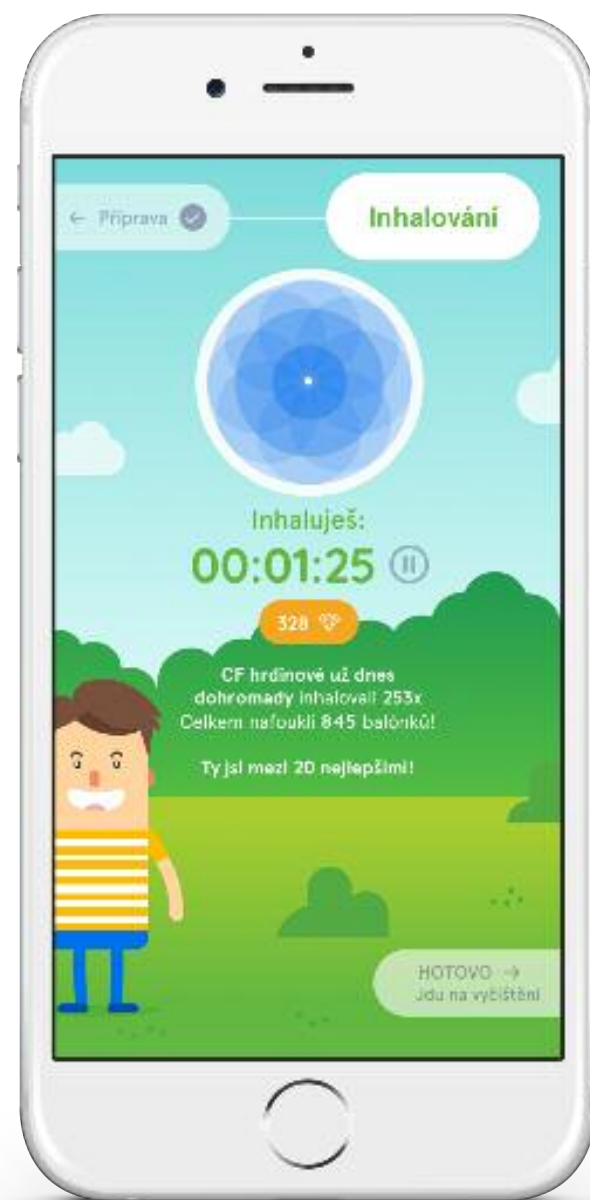 ← Příprava
Inhalování
Inhaluješ:
00:01:25
328
CF hrdinové už dnes
dohromady inhalovali 253x
Celkem nafoukli 845 balónků!
Ty jsi mezi 20 nejlepšími!
HOTOVO →
Jdu na vyčištění